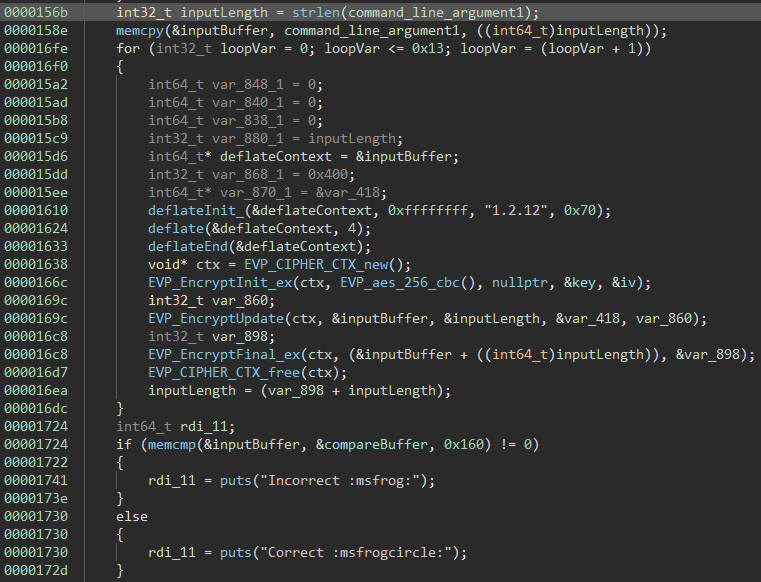 0000156b int32_t inputLength = strlen(command_line_argument1);
0000158e memcpy(&inputBuffer, command_line_argument1, ((int64_t)inputLength));
000016fe for (int32_t loopVar = 0; loopVar <= 0x13; loopVar = (loopVar + 1))
000016f0 {
000015a2 int64_t var_848_1 = 0;
000015ad int64_t var_840_1 = 0;
000015b8 int64_t var_838_1 = 0;
000015c9 int32_t var_880_1 = inputLength;
000015d6 int64_t* deflateContext = &inputBuffer;
000015dd int32_t var_868_1 = 0x400;
000015ee int64_t* var_870_1 = &var_418;
00001610 deflateInit_(&deflateContext, 0xffffffff, "1.2.12", 0x70);
00001624 deflate(&deflateContext, 4);
00001633 deflateEnd(&deflateContext);
00001638 void* ctx = EVP_CIPHER_CTX_new();
0000166c EVP_EncryptInit_ex(ctx, EVP_aes_256_cbc(), nullptr, &key, &iv);
0000169c int32_t var_860;
0000169c EVP_EncryptUpdate(ctx, &inputBuffer, &inputLength, &var_418, var_860);
000016c8 int32_t var_898;
000016c8 EVP_EncryptFinal_ex(ctx, (&inputBuffer + ((int64_t)inputLength)), &var_898);
000016d7 EVP_CIPHER_CTX_free(ctx);
000016ea inputLength = (var_898 + inputLength);
000016dc }
00001724 int64_t rdi_11;
00001724 if (memcmp(&inputBuffer, &compareBuffer, 0x160) != 0)
00001722 {
00001741 rdi_11 = puts("Incorrect :msfrog:");
0000173e }
00001730 else
00001730 {
00001730 rdi_11 = puts("Correct :msfrogcircle:");
0000172d }